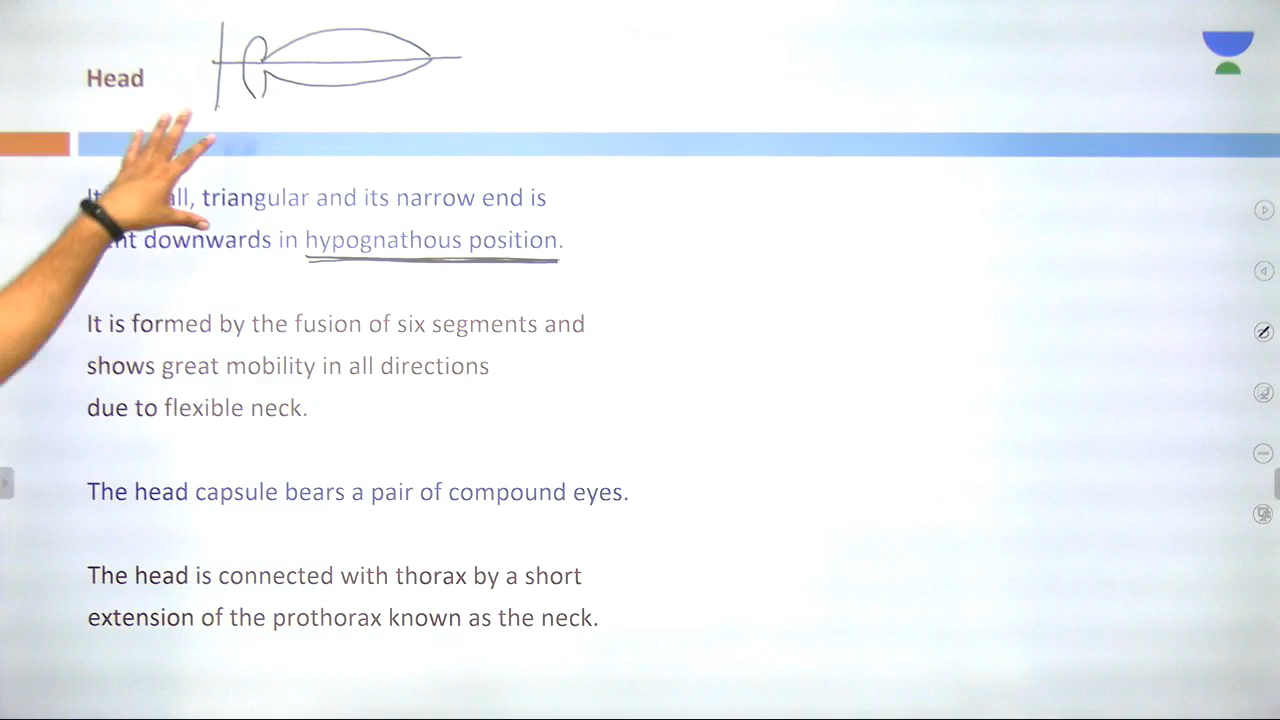 Head
triangular and its narrow end is
downwards in hypognathous position.
It is formed by the fusion of six segments and
shows great mobility in all directions
due to flexible neck.
The head capsule bears a pair of compound eyes.
The head is connected with thorax by a short
extension of the prothorax known as the neck.